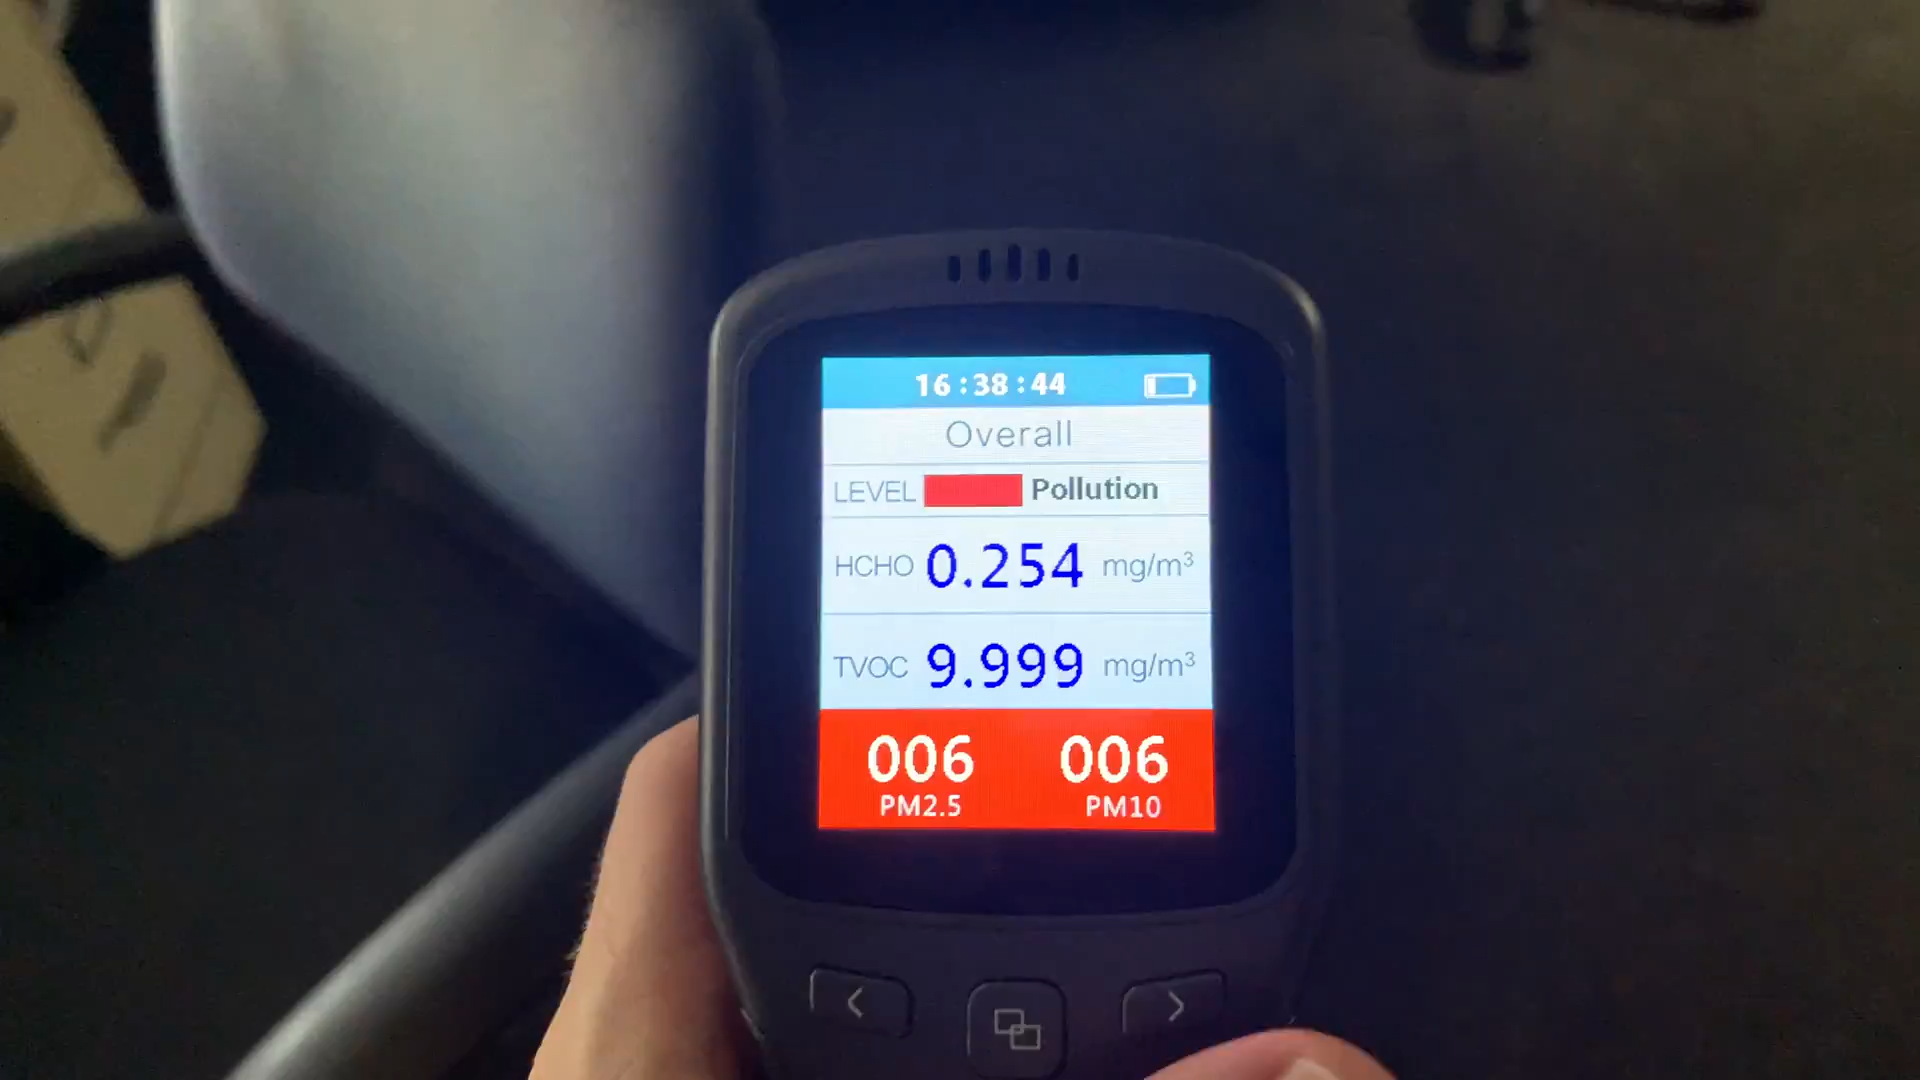 16:38:44
Overall
LEVEL Pollution
HCHO 0.254 mg/m³
TVOC 9.999 mg/m³
006 006
PM2.5 PM10